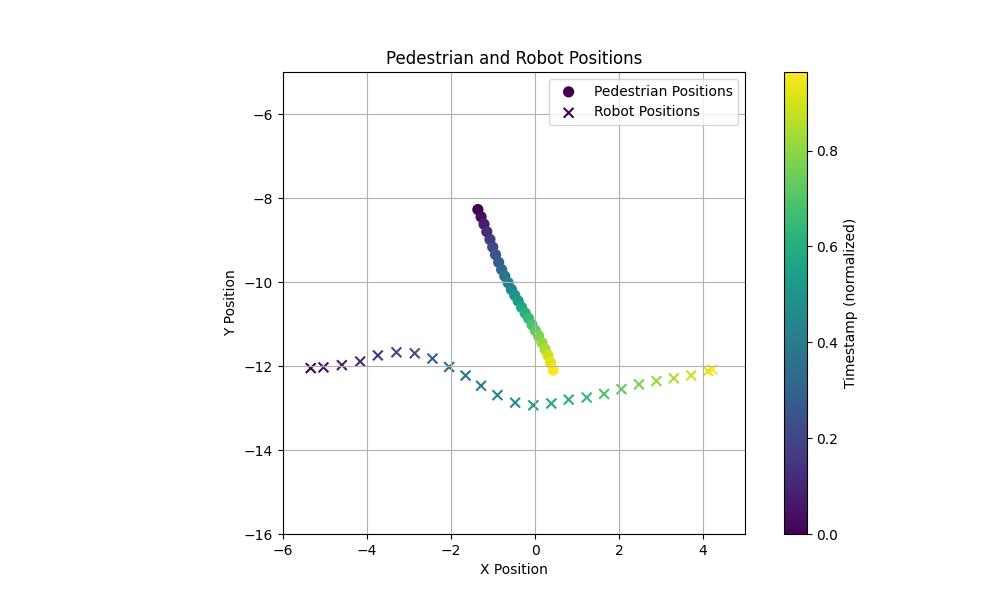 Pedestrian and Robot Positions
Pedestrian Positions
Robot Positions
−6
−8
−10
−12
−14
−16
Y Position
−6
−4
−2
0
2
4
X Position
0.8
0.6
0.4
0.2
0.0
Timestamp (normalized)